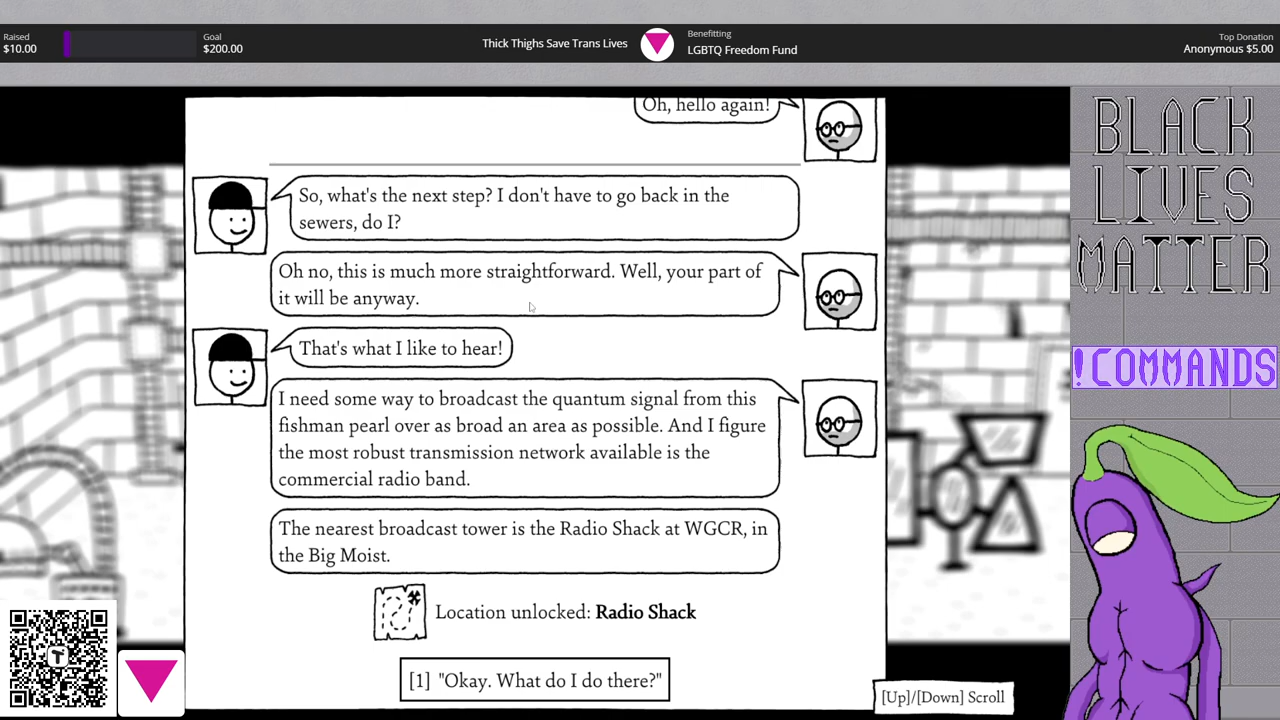 Raised
$10.00
Goal
$200.00
Thick Thighs Save Trans Lives
Benefitting
LGBTQ Freedom Fund
Top Donation
Anonymous $5.00
Oh, hello again!
So, what's the next step? I don't have to go back in the
sewers, do I?
Oh no, this is much more straightforward. Well, your part of
it will be anyway.
That's what I like to hear!
I need some way to broadcast the quantum signal from this
fishman pearl over as broad an area as possible. And I figure
the most robust transmission network available is the
commercial radio band.
The nearest broadcast tower is the Radio Shack at WGCR, in
the Big Moist.
Location unlocked: Radio Shack
[1] "Okay. What do I do there?"
[Up]/[Down] Scroll
BLACK
LIVES
MATTER
!COMMANDS
T